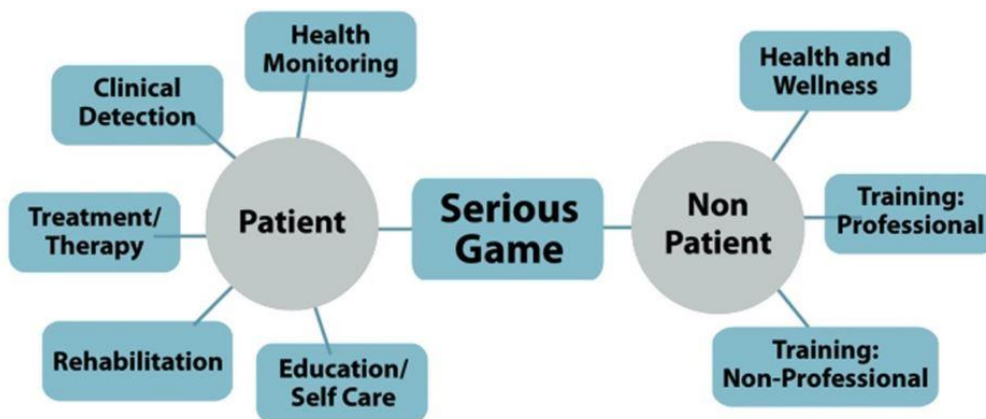 Health
Monitoring
Clinical
Detection
Treatment/
Therapy
Rehabilitation
Education/
Self Care
Patient
Serious
Game
Non
Patient
Health and
Wellness
Training:
Professional
Training:
Non-Professional